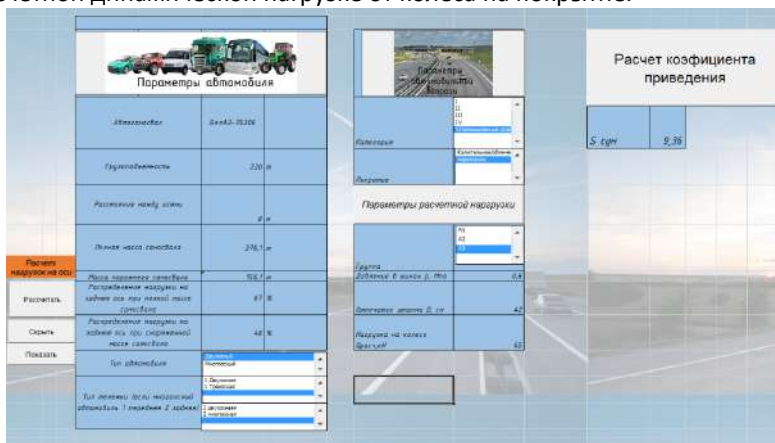 Параметры автомобиля
Автосамосвал БелАЗ-75306
Грузоподъемность 220 т
Расстояние между осями
0 м
Полная масса самосвала 376,1 т
Масса порожнего самосвала 156,1 т
Распределение нагрузки на
заднюю ось при полной массе 67 %
самосвала
Распределение нагрузки на
заднюю ось при снаряженной 48 %
массе самосвала
Тип автомобиля
Двухосный
Многоосный
Тип тележки (если многоосный
автомобиль 1 передняя 2 задняя)
1 Двухосная
1 Трехосная
2 двухосная
2 многоосная
Расчет
нагрузок на оси
Рассчитать
Скрыть
Показать
Параметры
автомобильной
дороги
Категория
I
II
III
IV
Покрытие
Параметры расчетной нагрузки
Группа
А1
А2
А3
Давление в шинах p, Мпа 0,6
Диаметр штампа D, см 42
Нагрузка на колесо
65
Расчет коэфициента
приведения
S сум 9,36